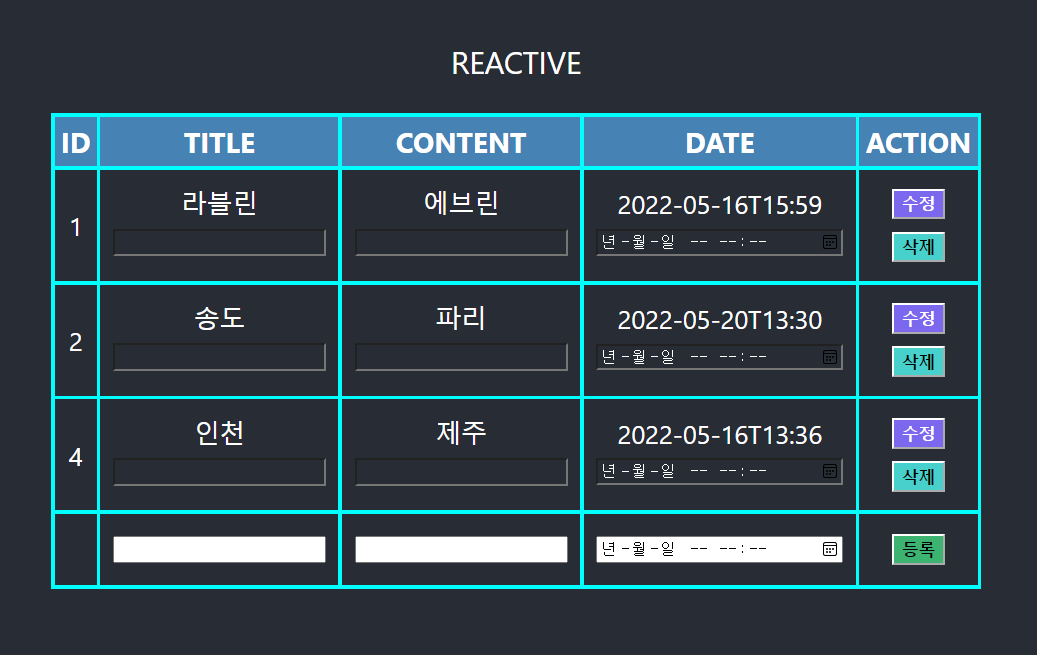 REACTIVE
ID TITLE CONTENT DATE ACTION
1 라블린 에브린 2022-05-16T15:59 수정
년-월-일 -- --:-- 삭제
2 송도 파리 2022-05-20T13:30 수정
년-월-일 -- --:-- 삭제
4 인천 제주 2022-05-16T13:36 수정
년-월-일 -- --:-- 삭제
년-월-일 -- --:-- 등록